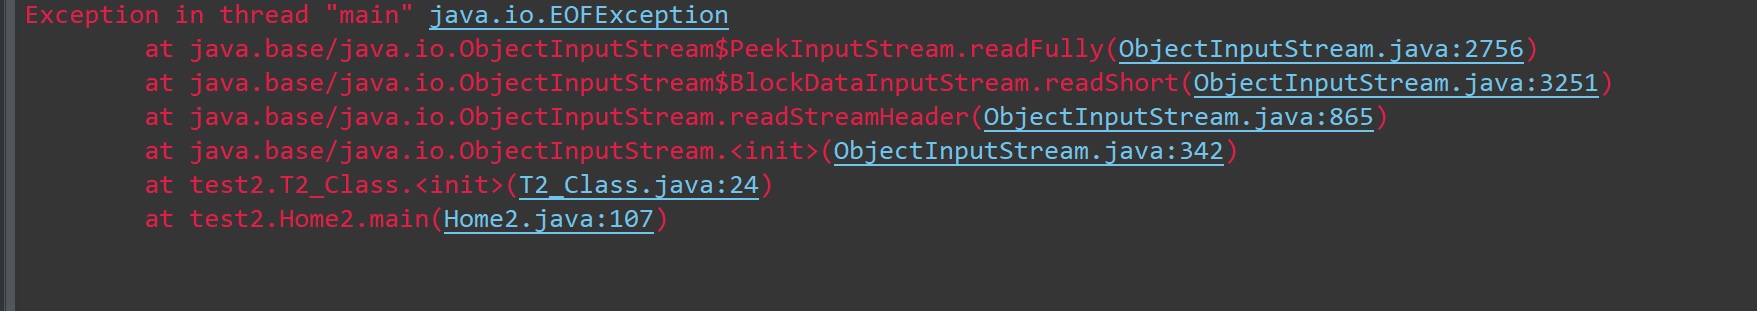 Exception in thread "main" java.io.EOFException
at java.base/java.io.ObjectInputStream$PeekInputStream.readFully(ObjectInputStream.java:2756)
at java.base/java.io.ObjectInputStream$BlockDataInputStream.readShort(ObjectInputStream.java:3251)
at java.base/java.io.ObjectInputStream.readStreamHeader(ObjectInputStream.java:865)
at java.base/java.io.ObjectInputStream.<init>(ObjectInputStream.java:342)
at test2.T2_Class.<init>(T2_Class.java:24)
at test2.Home2.main(Home2.java:107)